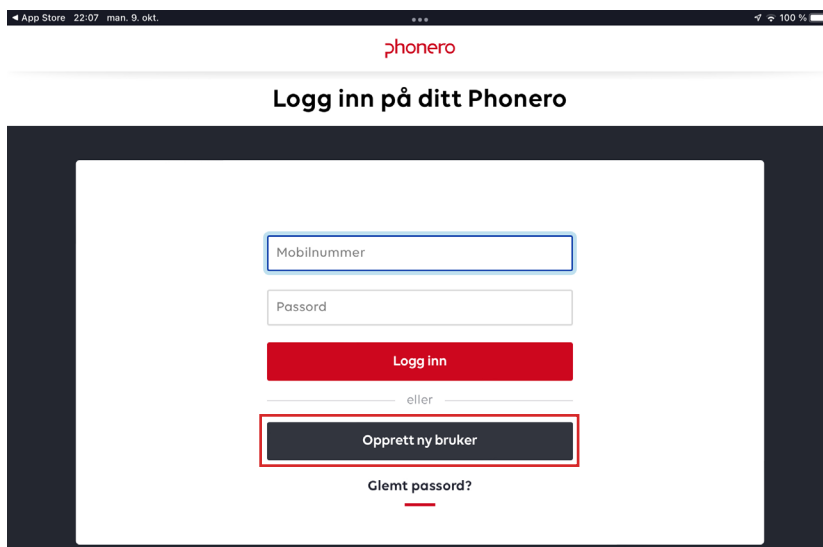 ◀ App Store 22:07 man. 9. okt. 100 %
phonero
Logg inn på ditt Phonero
Mobilnummer
Passord
Logg inn
eller
Opprett ny bruker
Glemt passord?